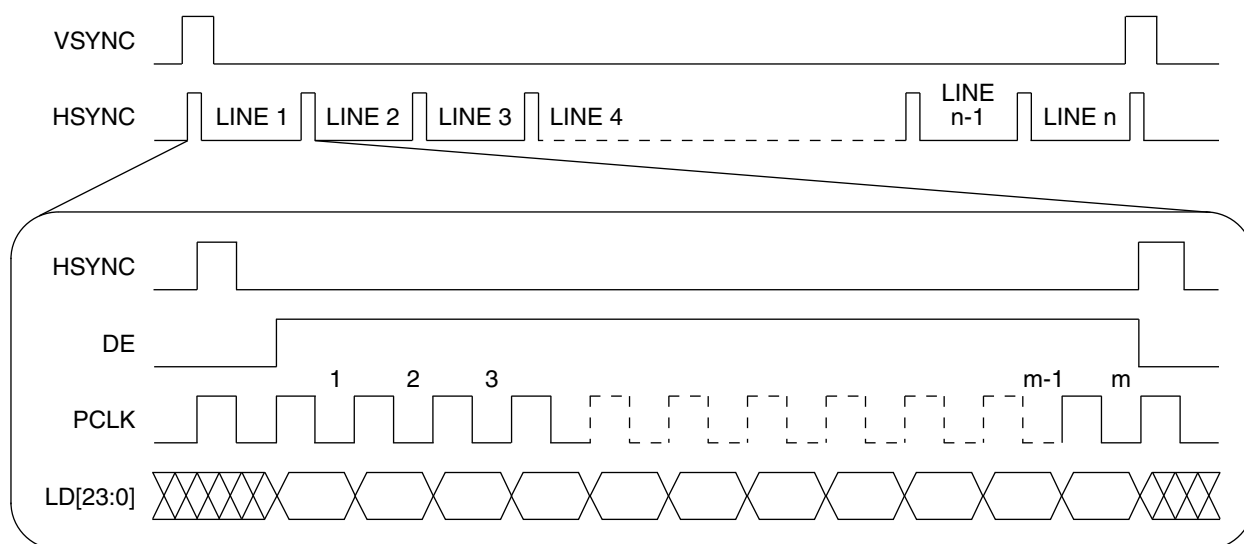 VSYNC
HSYNC
LINE 1 LINE 2 LINE 3 LINE 4 LINE n-1 LINE n
HSYNC
DE
1 2 3 m-1 m
PCLK
LD[23:0]